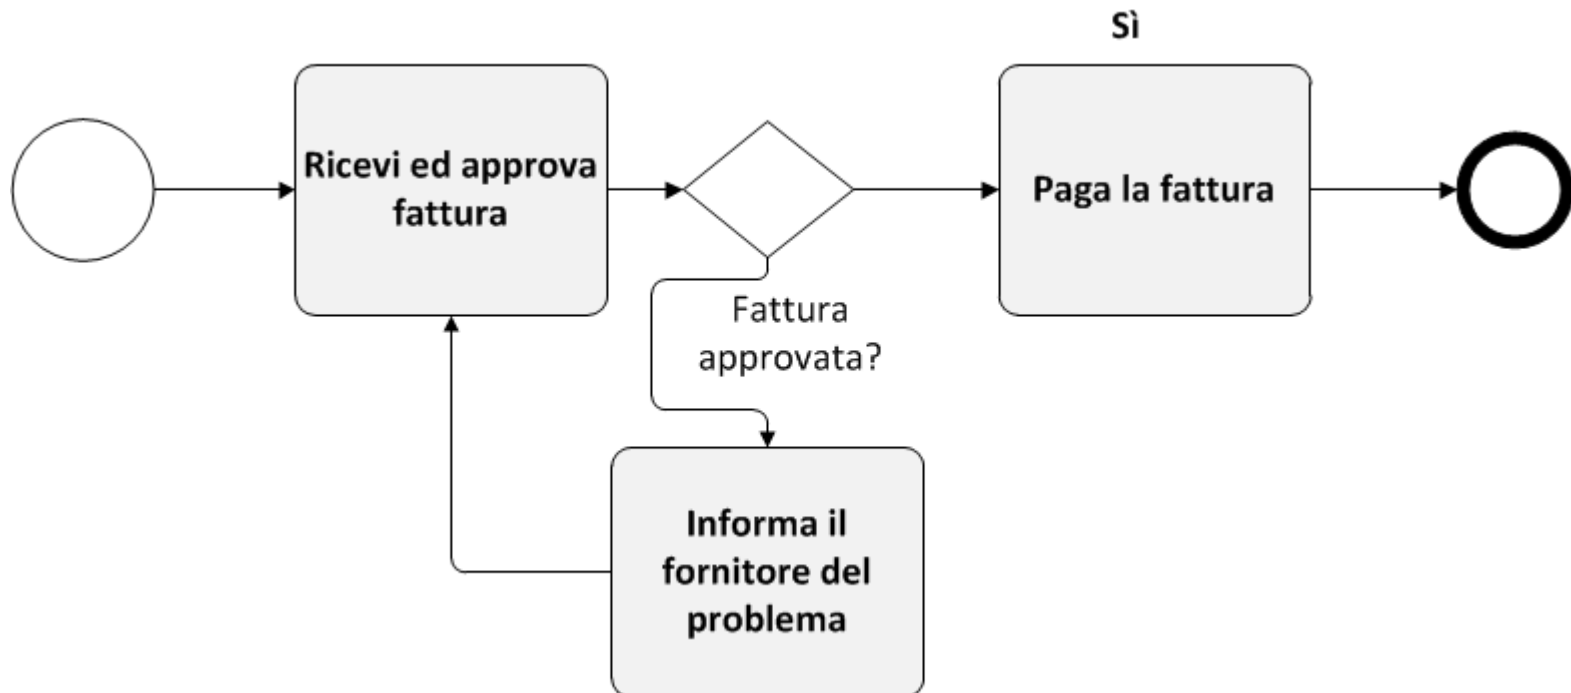 Sì
Ricevi ed approva
fattura
Paga la fattura
Fattura
approvata?
Informa il
fornitore del
problema